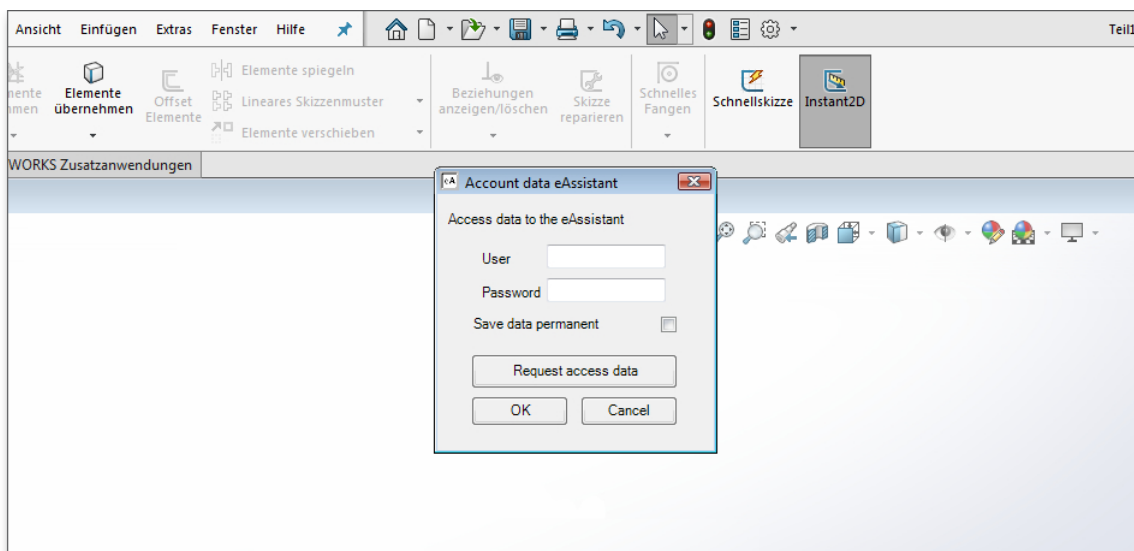 Ansicht Einfügen Extras Fenster Hilfe Teil1
Elemente spiegeln
Elemente übernehmen
Offset Elemente
Lineares Skizzenmuster
Elemente verschieben
Beziehungen anzeigen/löschen
Skizze reparieren
Schnelles Fangen
Schnellskizze
Instant2D
WORKS Zusatzanwendungen
eA Account data eAssistant
Access data to the eAssistant
User
Password
Save data permanent
Request access data
OK Cancel